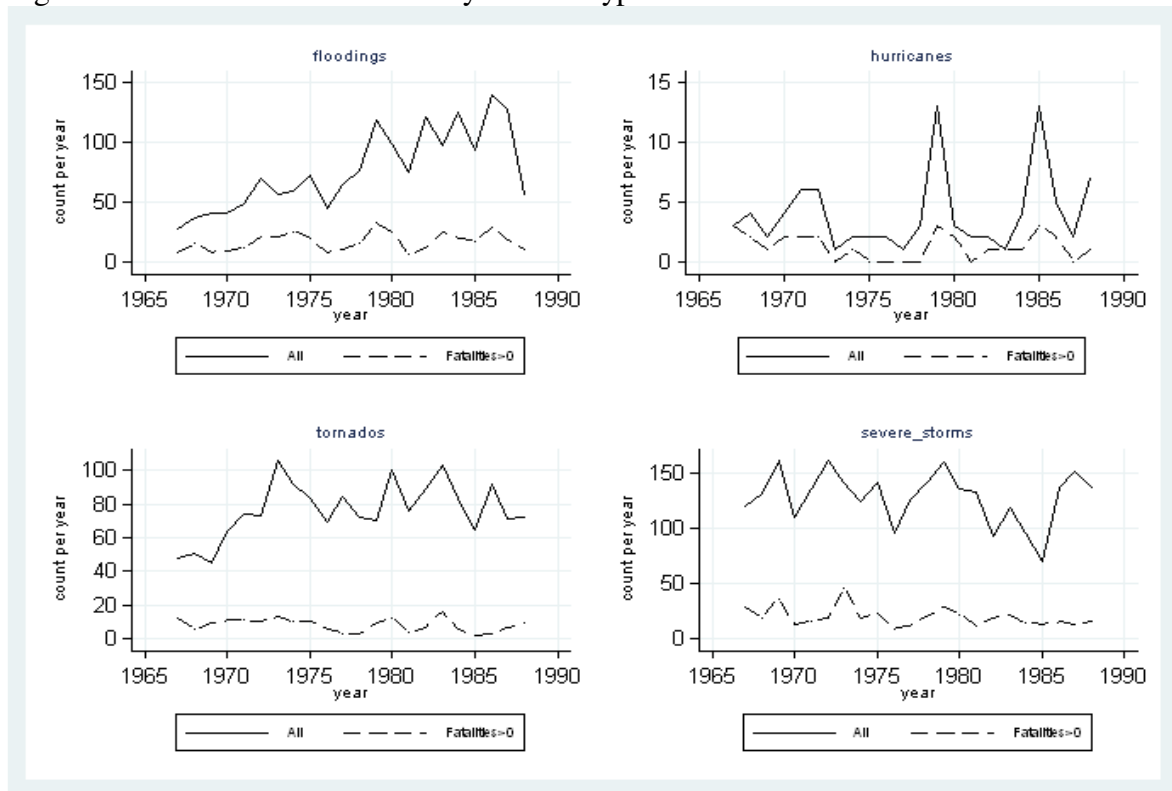 floodings
150
100
50
0
count per year
1965 1970 1975 1980 1985 1990
year
All Fatalities>0
hurricanes
15
10
5
0
count per year
1965 1970 1975 1980 1985 1990
year
All Fatalities>0
tornados
100
80
60
40
20
0
count per year
1965 1970 1975 1980 1985 1990
year
All Fatalities>0
severe_storms
150
100
50
0
count per year
1965 1970 1975 1980 1985 1990
year
All Fatalities>0